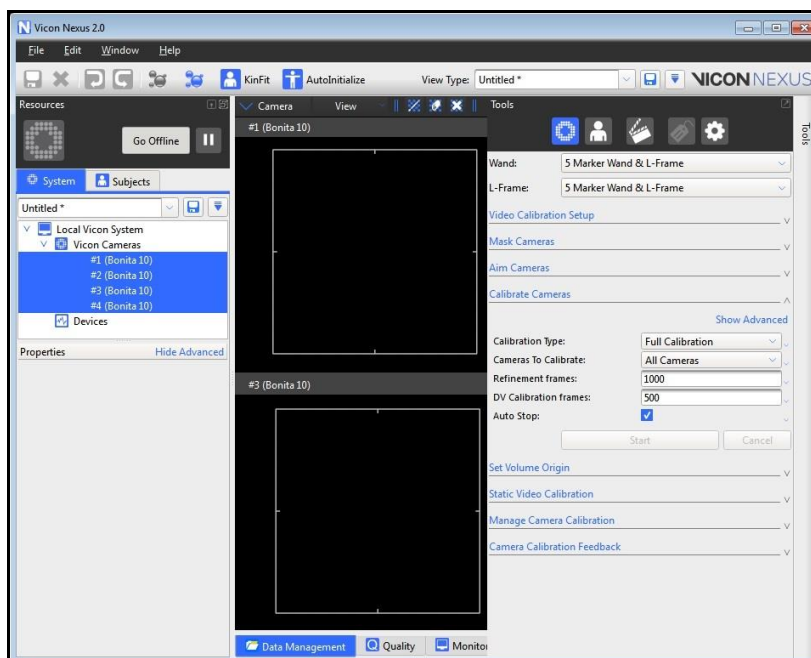 Vicon Nexus 2.0
File Edit Window Help
KinFit AutoInitialize View Type: Untitled * VICON NEXUS
Resources
Go Offline
System Subjects
Untitled *
Local Vicon System
Vicon Cameras
#1 (Bonita 10)
#2 (Bonita 10)
#3 (Bonita 10)
#4 (Bonita 10)
Devices
Properties Hide Advanced
Camera View
#1 (Bonita 10)
#3 (Bonita 10)
Data Management Quality Monito
Tools
Wand: 5 Marker Wand & L-Frame
L-Frame: 5 Marker Wand & L-Frame
Video Calibration Setup
Mask Cameras
Aim Cameras
Calibrate Cameras
Show Advanced
Calibration Type: Full Calibration
Cameras To Calibrate: All Cameras
Refinement frames: 1000
DV Calibration frames: 500
Auto Stop:
Start Cancel
Set Volume Origin
Static Video Calibration
Manage Camera Calibration
Camera Calibration Feedback
Tools